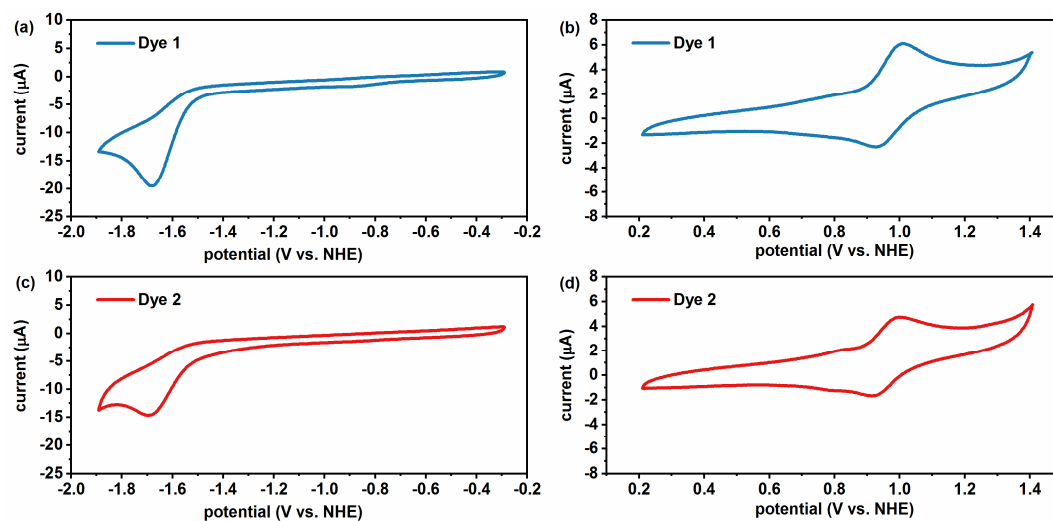 (a)
Dye 1
10
5
0
-5
-10
-15
-20
-25
current (μA)
-2.0 -1.8 -1.6 -1.4 -1.2 -1.0 -0.8 -0.6 -0.4 -0.2
potential (V vs. NHE)
(b)
Dye 1
8
6
4
2
0
-2
-4
-6
-8
current (μA)
0.2 0.4 0.6 0.8 1.0 1.2 1.4
potential (V vs. NHE)
(c)
Dye 2
10
5
0
-5
-10
-15
-20
-25
current (μA)
-2.0 -1.8 -1.6 -1.4 -1.2 -1.0 -0.8 -0.6 -0.4 -0.2
potential (V vs. NHE)
(d)
Dye 2
8
6
4
2
0
-2
-4
-6
-8
current (μA)
0.2 0.4 0.6 0.8 1.0 1.2 1.4
potential (V vs. NHE)